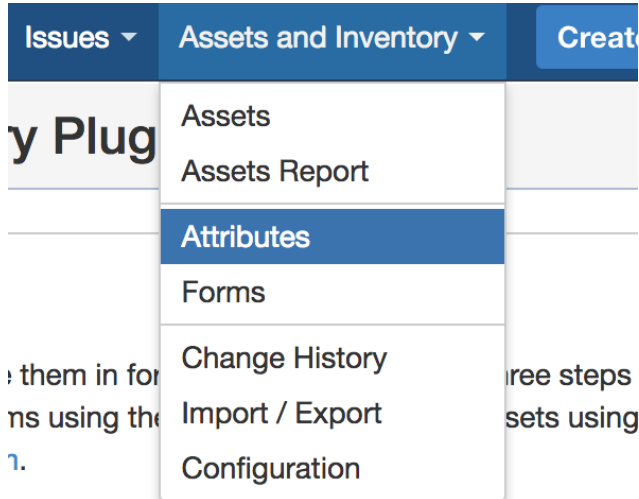 Issues Assets and Inventory Create
y Plug
Assets
Assets Report
Attributes
Forms
Change History
them in for ree steps
Import / Export
ms using the sets using
Configuration
n.